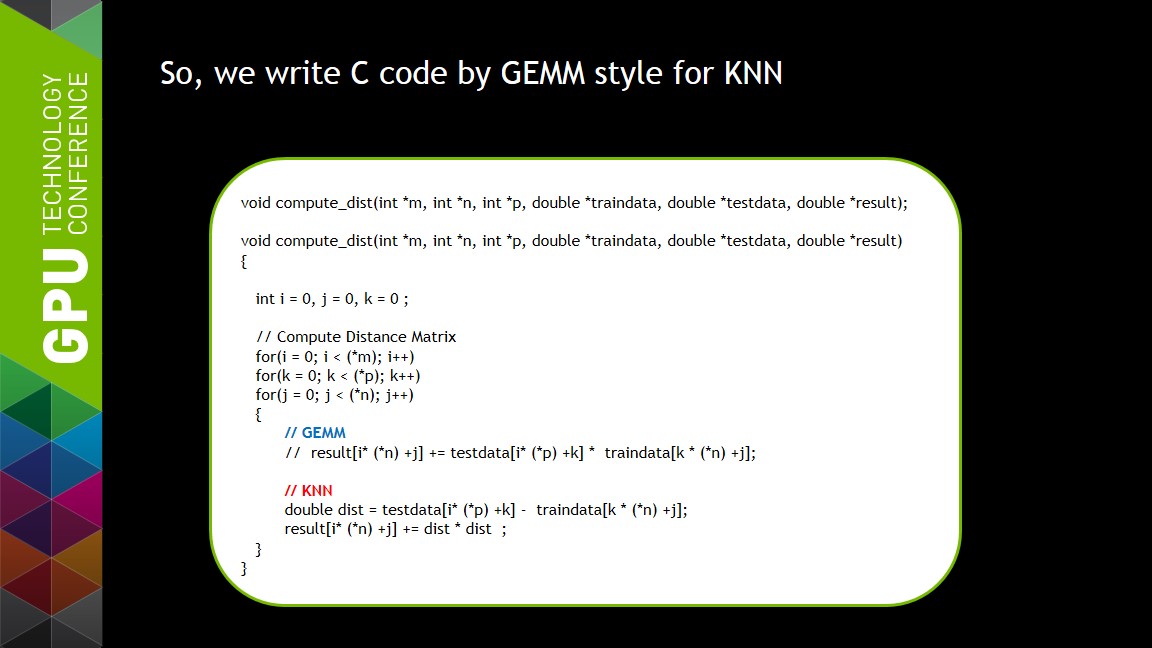 GPU TECHNOLOGY
CONFERENCE
So, we write C code by GEMM style for KNN
void compute_dist(int *m, int *n, int *p, double *traindata, double *testdata, double *result);
void compute_dist(int *m, int *n, int *p, double *traindata, double *testdata, double *result)
{
int i = 0, j = 0, k = 0 ;
// Compute Distance Matrix
for(i = 0; i < (*m); i++)
for(k = 0; k < (*p); k++)
for(j = 0; j < (*n); j++)
{
// GEMM
//  result[i* (*n) +j] += testdata[i* (*p) +k] *  traindata[k * (*n) +j];
// KNN
double dist = testdata[i* (*p) +k] -  traindata[k * (*n) +j];
result[i* (*n) +j] += dist * dist  ;
}
}